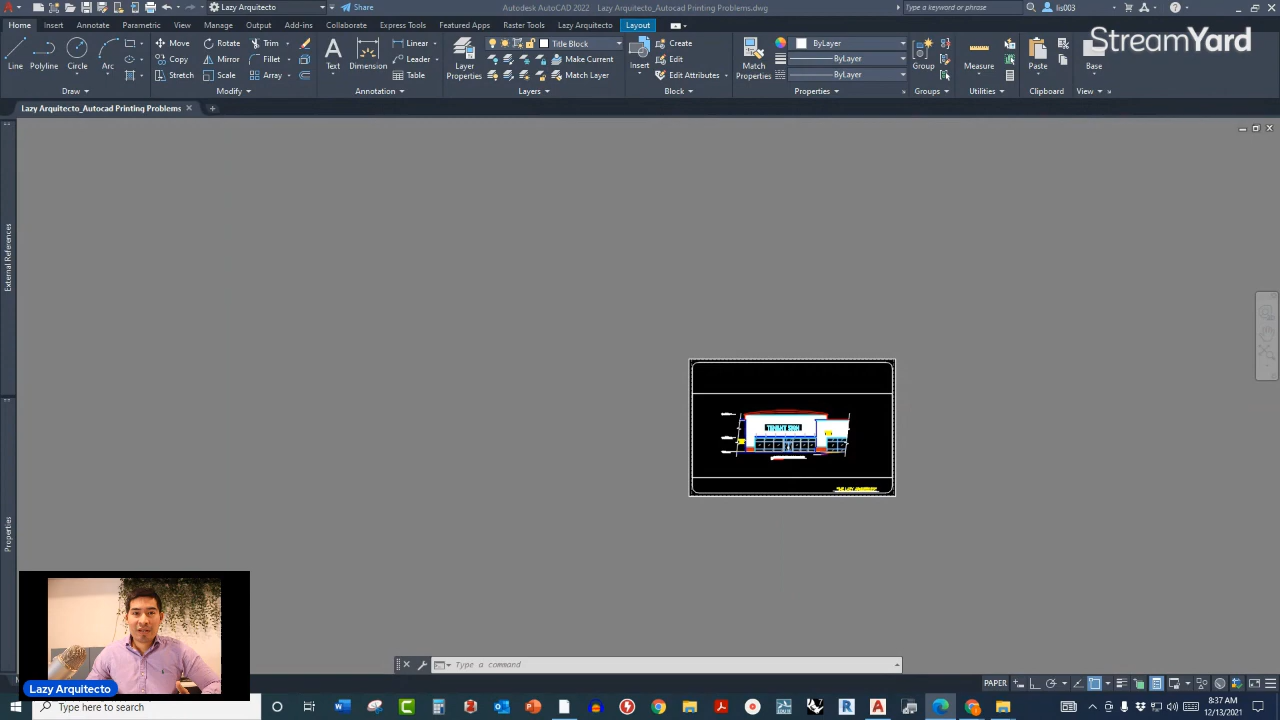 Lazy Arquitecto
Share
Autodesk AutoCAD 2022
Lazy Arquitecto_Autocad Printing Problems.dwg
Type a keyword or phrase
lis003
Home
Insert
Annotate
Parametric
View
Manage
Output
Add-ins
Collaborate
Express Tools
Featured Apps
Raster Tools
Lazy Arquitecto
Layout
StreamYard
Line
Polyline
Circle
Arc
Draw
Move
Copy
Stretch
Rotate
Mirror
Scale
Trim
Fillet
Array
Modify
Text
Dimension
Linear
Leader
Table
Annotation
Layer
Properties
Title Block
Make Current
Match Layer
Layers
Insert
Create
Edit
Edit Attributes
Block
Match
Properties
ByLayer
ByLayer
ByLayer
Properties
Group
Groups
Measure
Utilities
Paste
Clipboard
Base
View
Lazy Arquitecto_Autocad Printing Problems
External References
Properties
Type a command
Lazy Arquitecto
PAPER
Type here to search
8:37 AM
12/13/2021